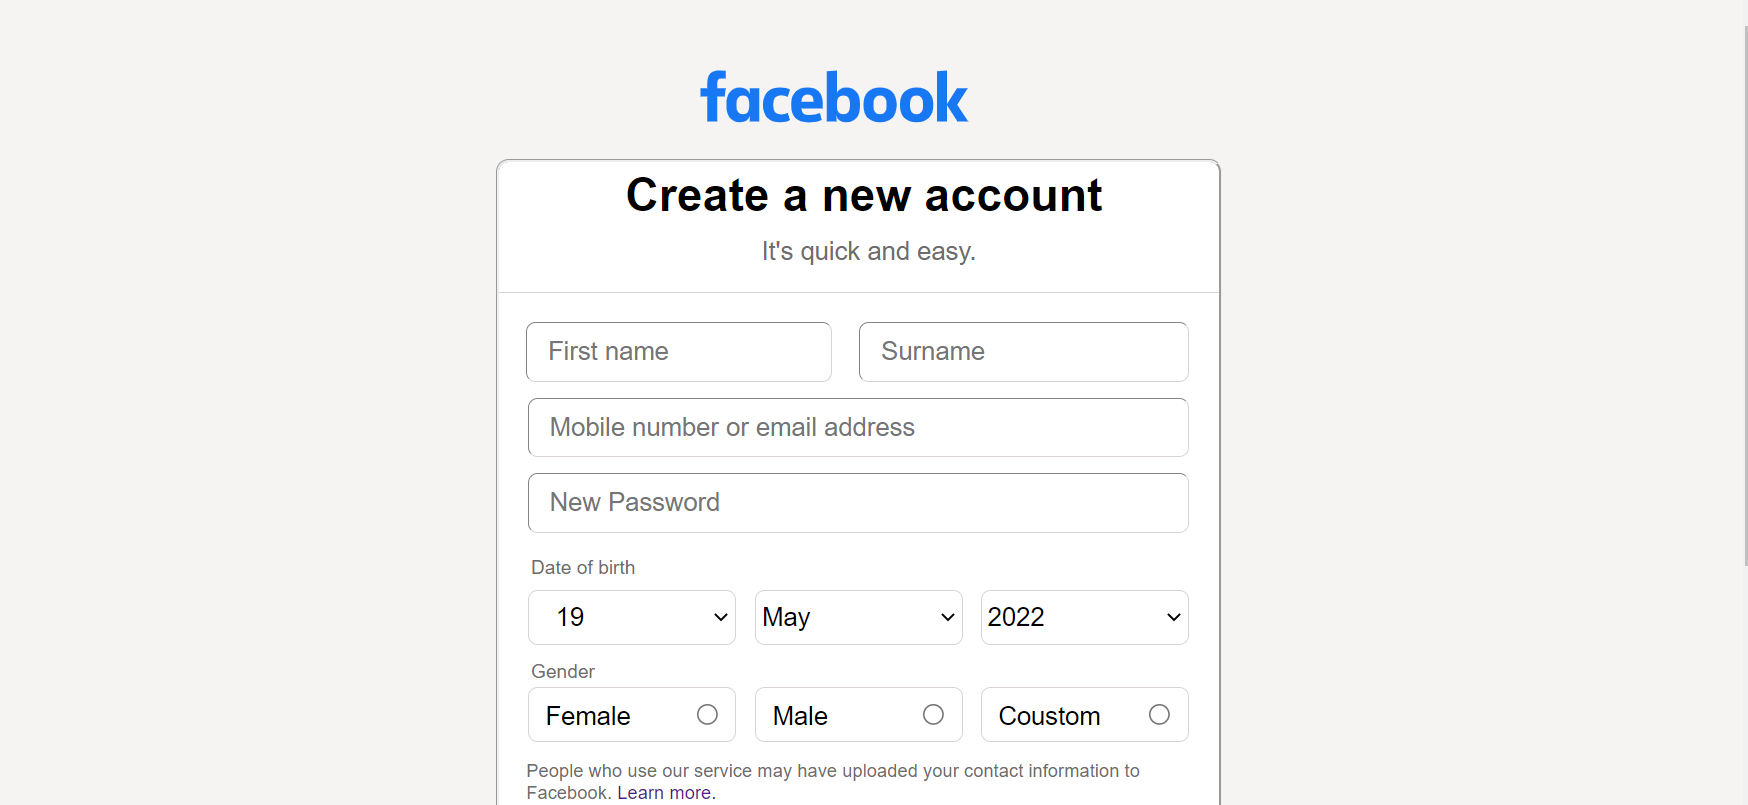 facebook
Create a new account
It's quick and easy.
First name Surname
Mobile number or email address
New Password
Date of birth
19 May 2022
Gender
Female Male Coustom
People who use our service may have uploaded your contact information to
Facebook. Learn more.